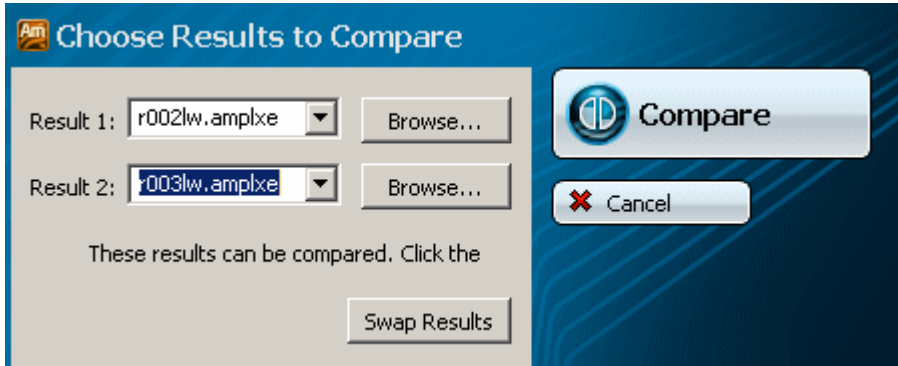 Am Choose Results to Compare
Result 1: r002lw.amplxe Browse...
Compare
Result 2: r003lw.amplxe Browse...
Cancel
These results can be compared. Click the
Swap Results